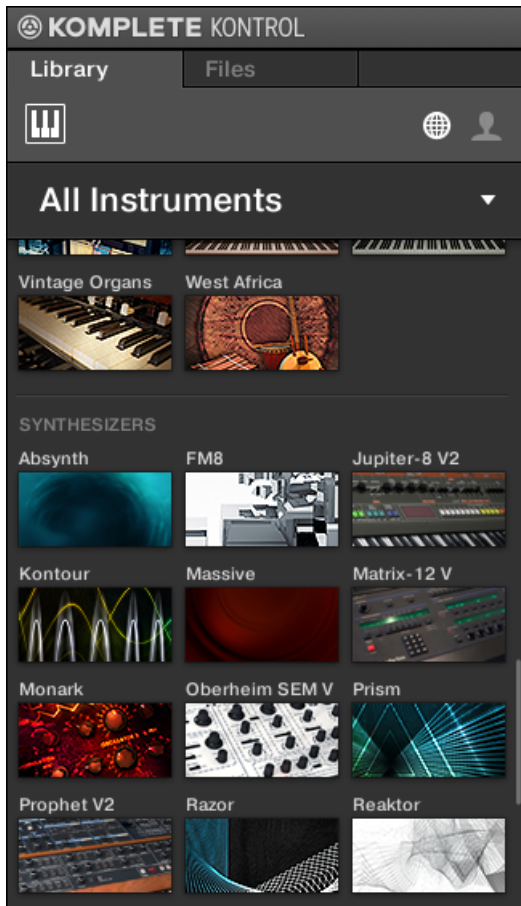 KOMPLETE KONTROL
Library Files
All Instruments
Vintage Organs West Africa
SYNTHESIZERS
Absynth FM8 Jupiter-8 V2
Kontour Massive Matrix-12 V
Monark Oberheim SEM V Prism
Prophet V2 Razor Reaktor